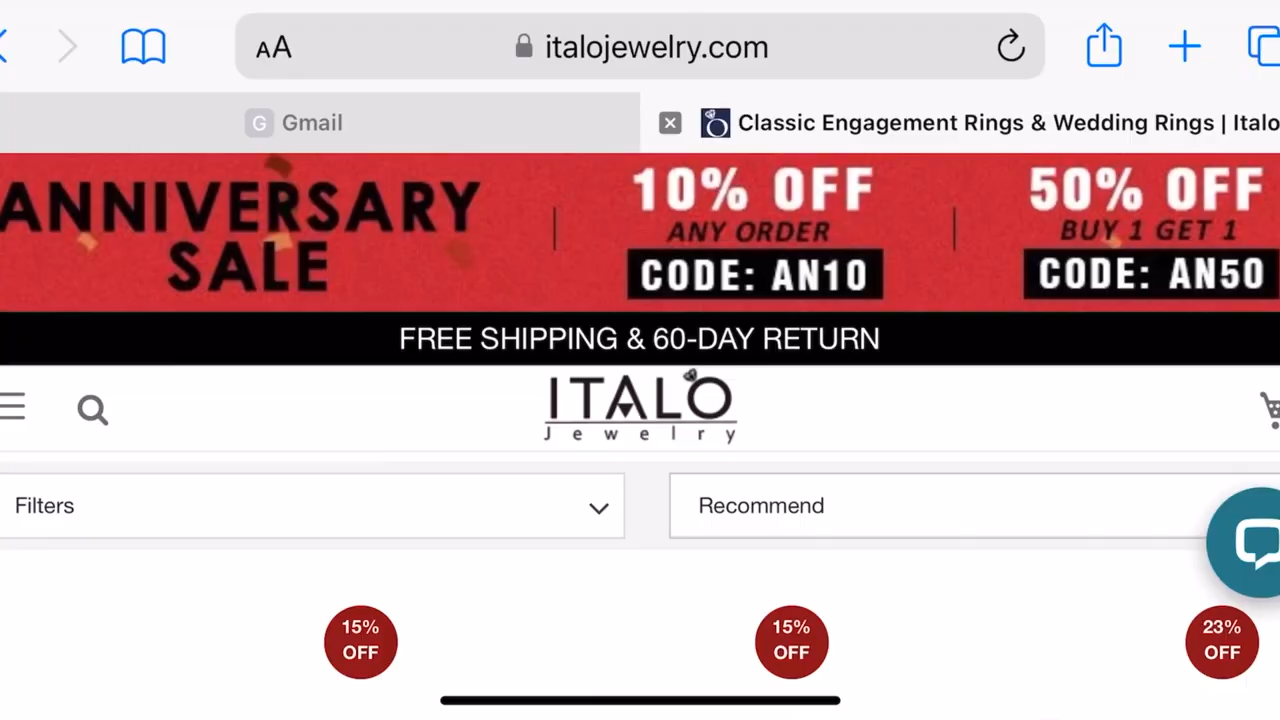 AA
italojewelry.com
G Gmail
Classic Engagement Rings & Wedding Rings | Italo
ANNIVERSARY
SALE
10% OFF
ANY ORDER
CODE: AN10
50% OFF
BUY 1 GET 1
CODE: AN50
FREE SHIPPING & 60-DAY RETURN
ITALO
Jewelry
Filters
Recommend
15%
OFF
15%
OFF
23%
OFF